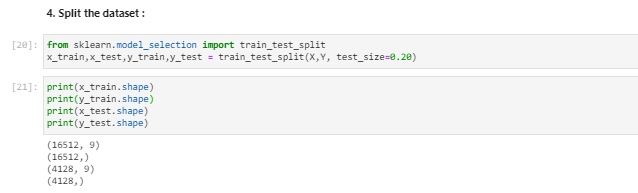 4. Split the dataset :
[20]: from sklearn.model_selection import train_test_split
x_train,x_test,y_train,y_test = train_test_split(X,Y, test_size=0.20)
[21]: print(x_train.shape)
print(y_train.shape)
print(x_test.shape)
print(y_test.shape)
(16512, 9)
(16512,)
(4128, 9)
(4128,)